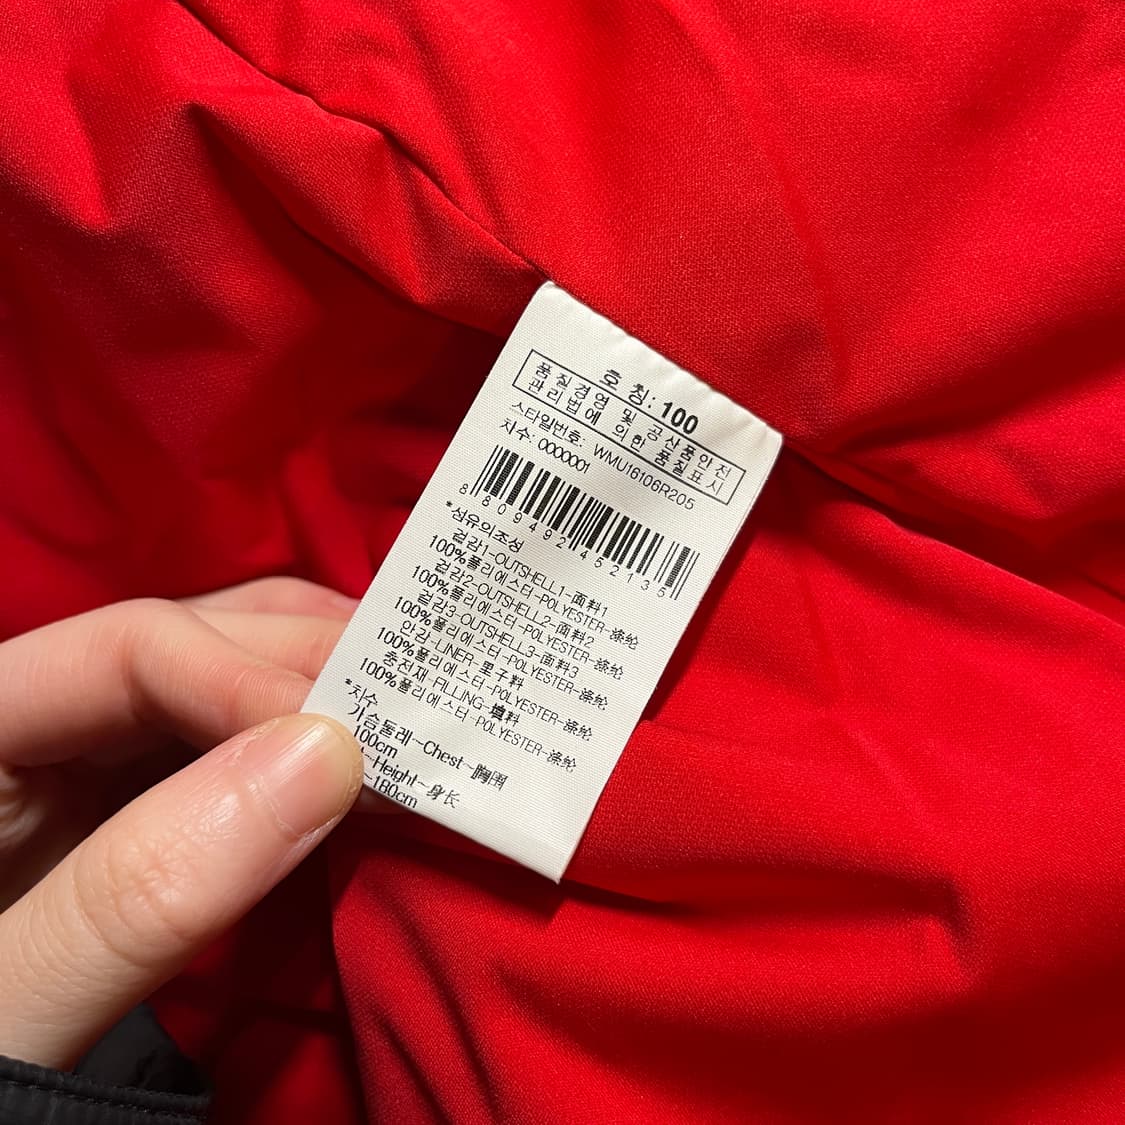 호 칭: 100
품질경영 및 공산품안전
관리법에 의한 품질표시
스타일번호: WMU16106R205
치수: 0000001
8 809492 452135
*섬유의조성
겉감1-OUTSHELL1-面料1
100%폴리에스터-POLYESTER-涤纶
겉감2-OUTSHELL2-面料2
100%폴리에스터-POLYESTER-涤纶
겉감3-OUTSHELL3-面料3
100%폴리에스터-POLYESTER-涤纶
안감-LINER-里子料
100%폴리에스터-POLYESTER-涤纶
충전재-FILLING-填料
100%폴리에스터-POLYESTER-涤纶
*치수
가슴둘레~Chest~胸围
100cm
~Height~身长
~180cm